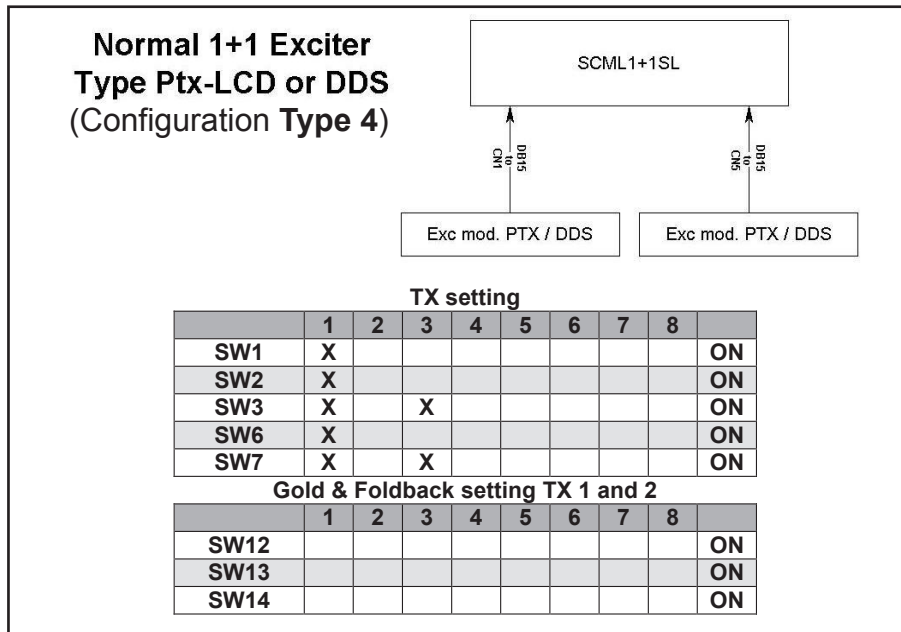 Normal 1+1 Exciter
Type Ptx-LCD or DDS
(Configuration Type 4)
SCML1+1SL
DB15
to
CN1
DB15
to
CN5
Exc mod. PTX / DDS
Exc mod. PTX / DDS
TX setting
1 2 3 4 5 6 7 8
SW1 X ON
SW2 X ON
SW3 X X ON
SW6 X ON
SW7 X X ON
Gold & Foldback setting TX 1 and 2
1 2 3 4 5 6 7 8
SW12 ON
SW13 ON
SW14 ON